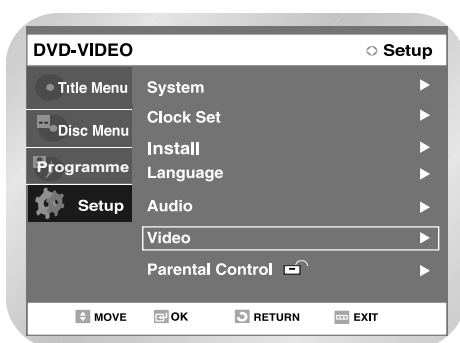 DVD-VIDEO Setup
Title Menu
Disc Menu
Programme
Setup
System
Clock Set
Install
Language
Audio
Video
Parental Control
MOVE OK RETURN EXIT